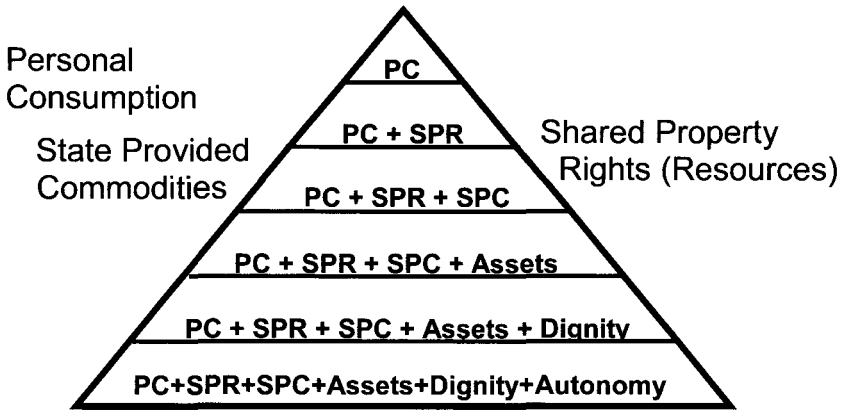 PC
Personal
Consumption
PC + SPR
Shared Property
Rights (Resources)
State Provided
Commodities
PC + SPR + SPC
PC + SPR + SPC + Assets
PC + SPR + SPC + Assets + Dignity
PC+SPR+SPC+Assets+Dignity+Autonomy